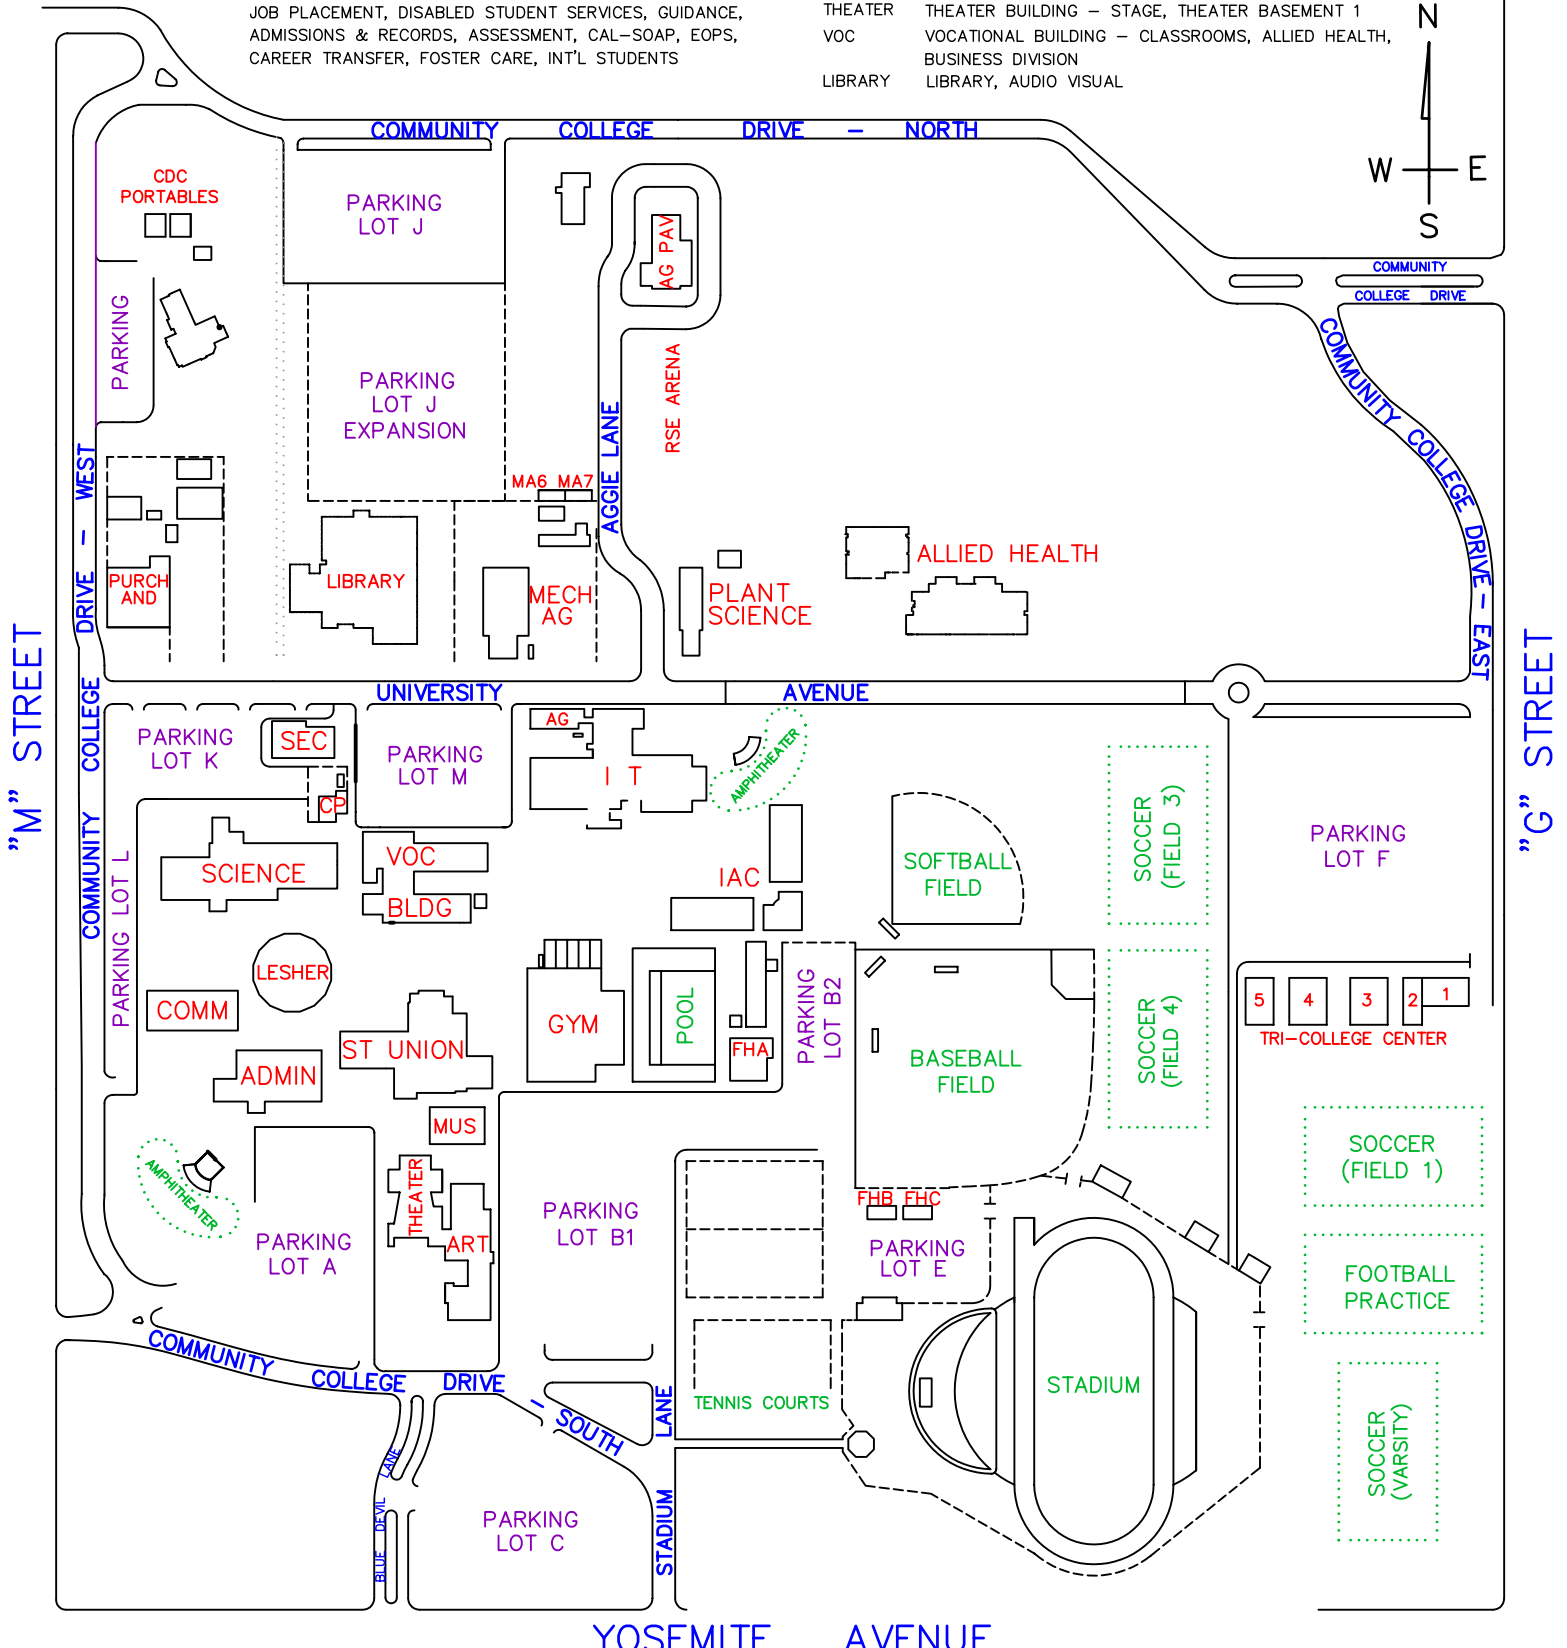 JOB PLACEMENT, DISABLED STUDENT SERVICES, GUIDANCE,
ADMISSIONS & RECORDS, ASSESSMENT, CAL-SOAP, EOPS,
CAREER TRANSFER, FOSTER CARE, INT'L STUDENTS
THEATER THEATER BUILDING – STAGE, THEATER BASEMENT 1
VOC VOCATIONAL BUILDING – CLASSROOMS, ALLIED HEALTH,
BUSINESS DIVISION
LIBRARY LIBRARY, AUDIO VISUAL
N
W E
S
COMMUNITY COLLEGE DRIVE – NORTH
CDC
PORTABLES
PARKING
LOT J
AG PAV
COMMUNITY
COLLEGE DRIVE
PARKING
PARKING
LOT J
EXPANSION
RSE ARENA
AGGIE LANE
COMMUNITY COLLEGE DRIVE – EAST
COMMUNITY COLLEGE DRIVE – WEST
MA6 MA7
PURCH
AND
LIBRARY
MECH
AG
PLANT
SCIENCE
ALLIED HEALTH
"M" STREET
"G" STREET
UNIVERSITY AVENUE
PARKING
LOT K
SEC
PARKING
LOT M
AG
I T
AMPHITHEATER
CP
SCIENCE
VOC
BLDG
IAC
SOFTBALL
FIELD
SOCCER
(FIELD 3)
PARKING
LOT F
PARKING LOT L
LESHER
COMM
ST UNION
GYM
POOL
FHA
PARKING
LOT B2
BASEBALL
FIELD
SOCCER
(FIELD 4)
5 4 3 2 1
TRI-COLLEGE CENTER
ADMIN
MUS
AMPHITHEATER
PARKING
LOT A
THEATER
ART
PARKING
LOT B1
FHB FHC
PARKING
LOT E
SOCCER
(FIELD 1)
FOOTBALL
PRACTICE
COMMUNITY COLLEGE DRIVE – SOUTH
TENNIS COURTS
STADIUM
SOCCER
(VARSITY)
BLUE DEVIL LANE
PARKING
LOT C
STADIUM LANE
YOSEMITE AVENUE